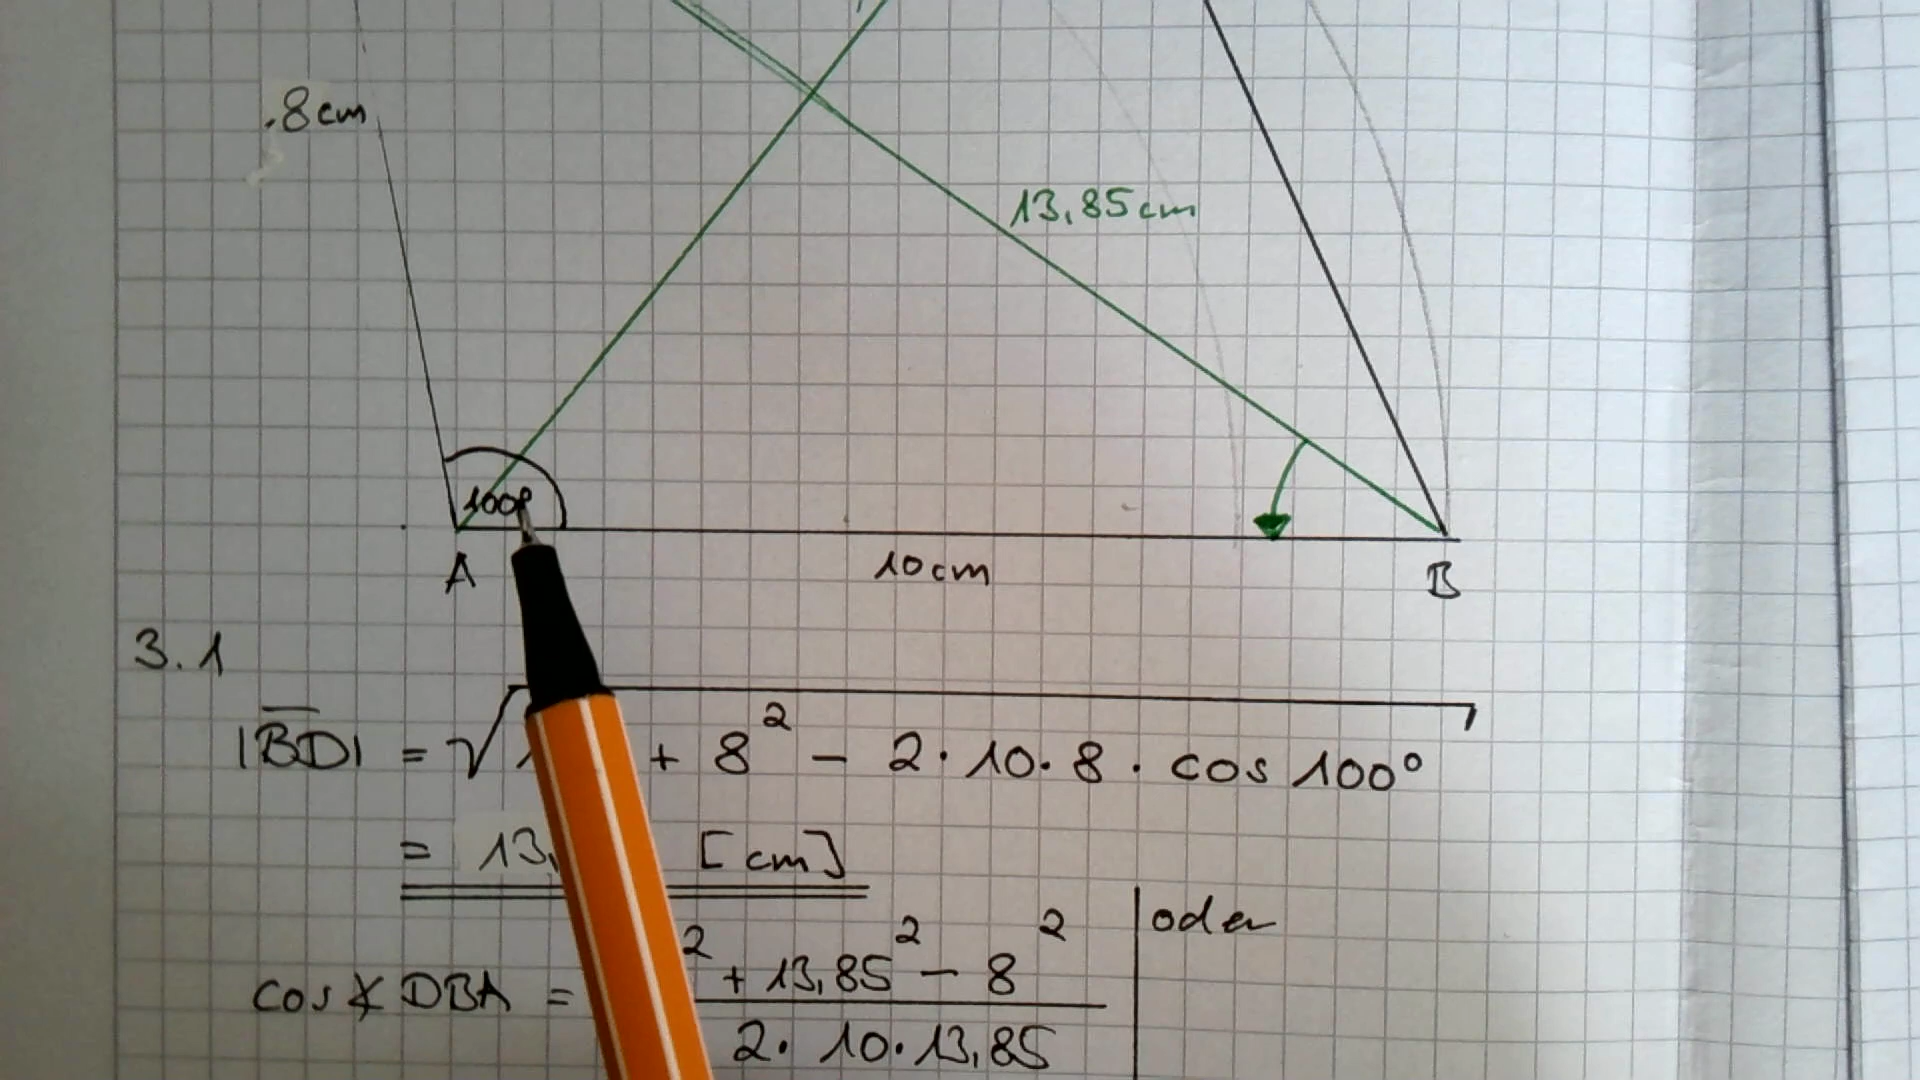 .8cm
13,85cm
100°
10cm
A
B
3.1
|BD| = √1 + 8² - 2·10·8·cos 100°
= 13, [cm]
cos ∢ DBA = ² + 13,85² - 8²
2·10·13,85
oder